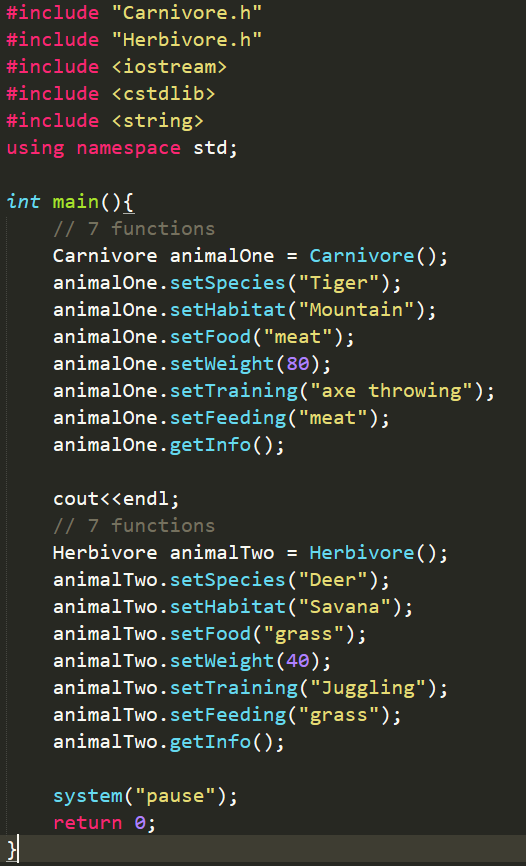 #include "Carnivore.h"
#include "Herbivore.h"
#include <iostream>
#include <cstdlib>
#include <string>
using namespace std;

int main(){
    // 7 functions
    Carnivore animalOne = Carnivore();
    animalOne.setSpecies("Tiger");
    animalOne.setHabitat("Mountain");
    animalOne.setFood("meat");
    animalOne.setWeight(80);
    animalOne.setTraining("axe throwing");
    animalOne.setFeeding("meat");
    animalOne.getInfo();

    cout<<endl;
    // 7 functions
    Herbivore animalTwo = Herbivore();
    animalTwo.setSpecies("Deer");
    animalTwo.setHabitat("Savana");
    animalTwo.setFood("grass");
    animalTwo.setWeight(40);
    animalTwo.setTraining("Juggling");
    animalTwo.setFeeding("grass");
    animalTwo.getInfo();

    system("pause");
    return 0;
}